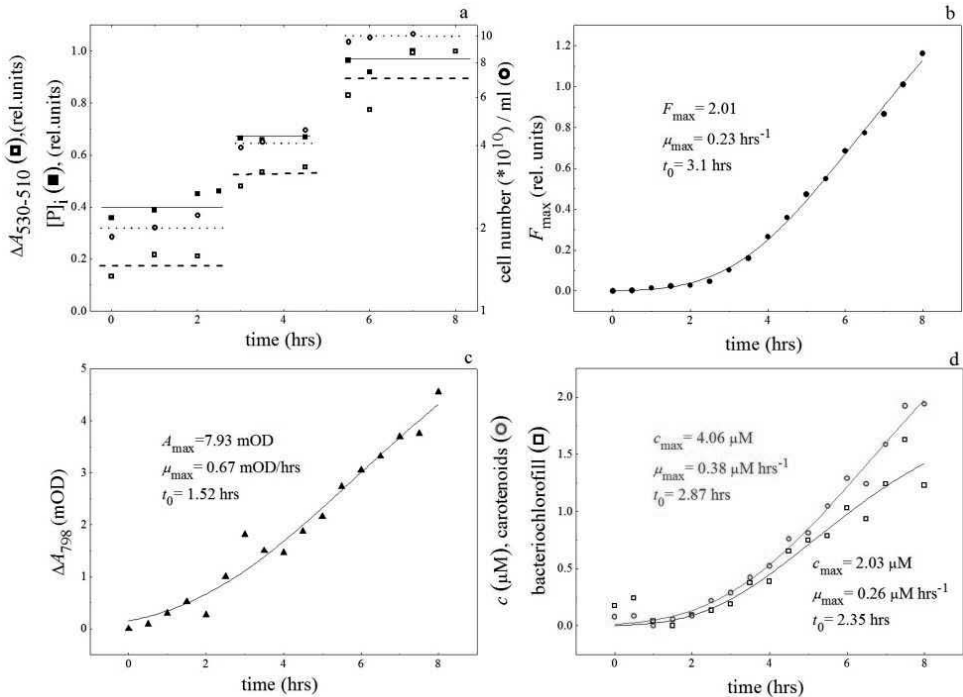 a
ΔA530-510 (◘),(rel.units)
[P]i (■), (rel.units)
1.0
0.8
0.6
0.4
0.2
0.0
10
8
6
4
2
1
cell number (*10^10) / ml (○)
0 2 4 6 8
time (hrs)
b
Fmax (rel. units)
1.2
1.0
0.8
0.6
0.4
0.2
0.0
Fmax = 2.01
μmax = 0.23 hrs-1
t0 = 3.1 hrs
0 2 4 6 8
time (hrs)
c
ΔA798 (mOD)
5
4
3
2
1
0
Amax=7.93 mOD
μmax= 0.67 mOD/hrs
t0= 1.52 hrs
0 2 4 6 8
time (hrs)
d
c (μM), carotenoids (○)
bacteriochlorofill (□)
2.0
1.5
1.0
0.5
0.0
cmax= 4.06 μM
μmax= 0.38 μM hrs-1
t0= 2.87 hrs
cmax= 2.03 μM
μmax= 0.26 μM hrs-1
t0= 2.35 hrs
0 2 4 6 8
time (hrs)